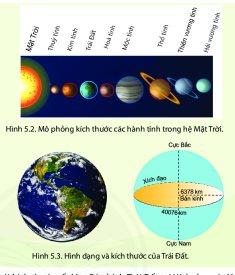 Mặt Trời
Thuỷ tinh
Kim tinh
Trái Đất
Hoả tinh
Mộc tinh
Thổ tinh
Thiên vương tinh
Hải vương tinh
Hình 5.2. Mô phỏng kích thước các hành tinh trong hệ Mặt Trời.
Cực Bắc
Xích đạo
6378 km
Bán kính
40076 km
Cực Nam
Hình 5.3. Hình dạng và kích thước của Trái Đất.